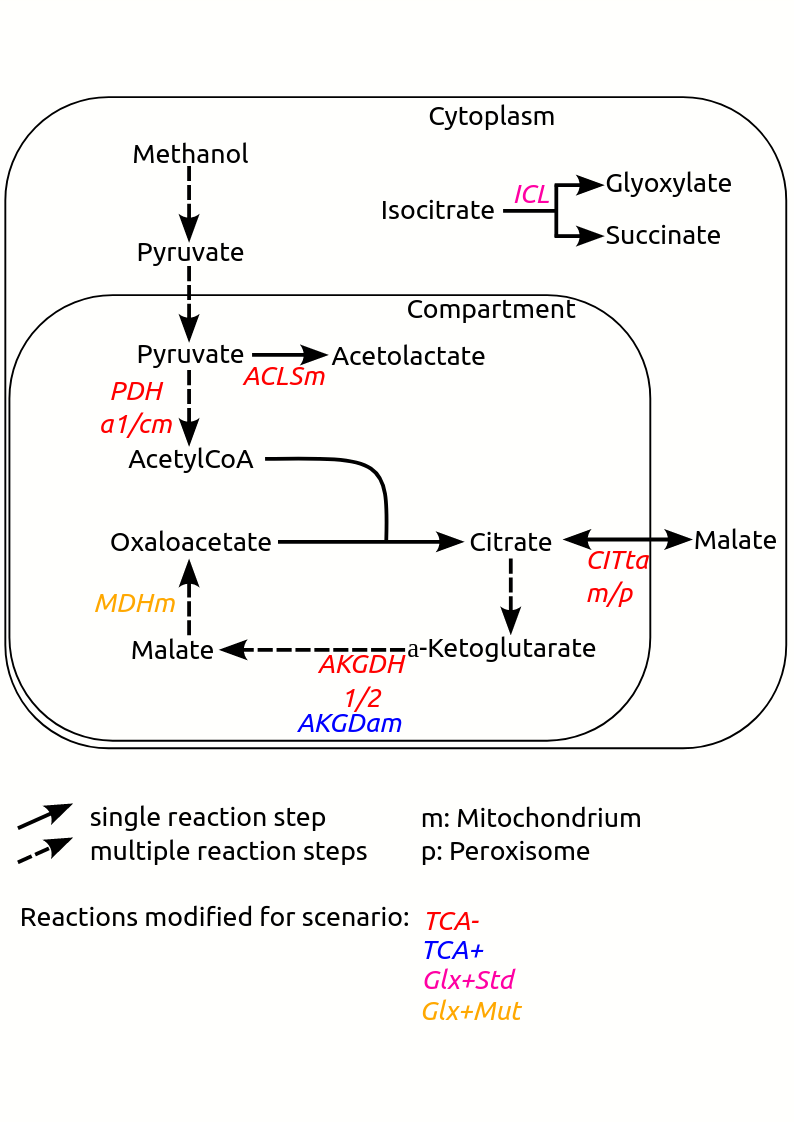 Cytoplasm
Methanol
ICL
Glyoxylate
Isocitrate
Succinate
Pyruvate
Compartment
Pyruvate
Acetolactate
ACLSm
PDH
a1/cm
AcetylCoA
Oxaloacetate
Citrate
Malate
CITta
m/p
MDHm
Malate
α-Ketoglutarate
AKGDH
1/2
AKGDam
single reaction step
multiple reaction steps
m: Mitochondrium
p: Peroxisome
Reactions modified for scenario:
TCA-
TCA+
Glx+Std
Glx+Mut